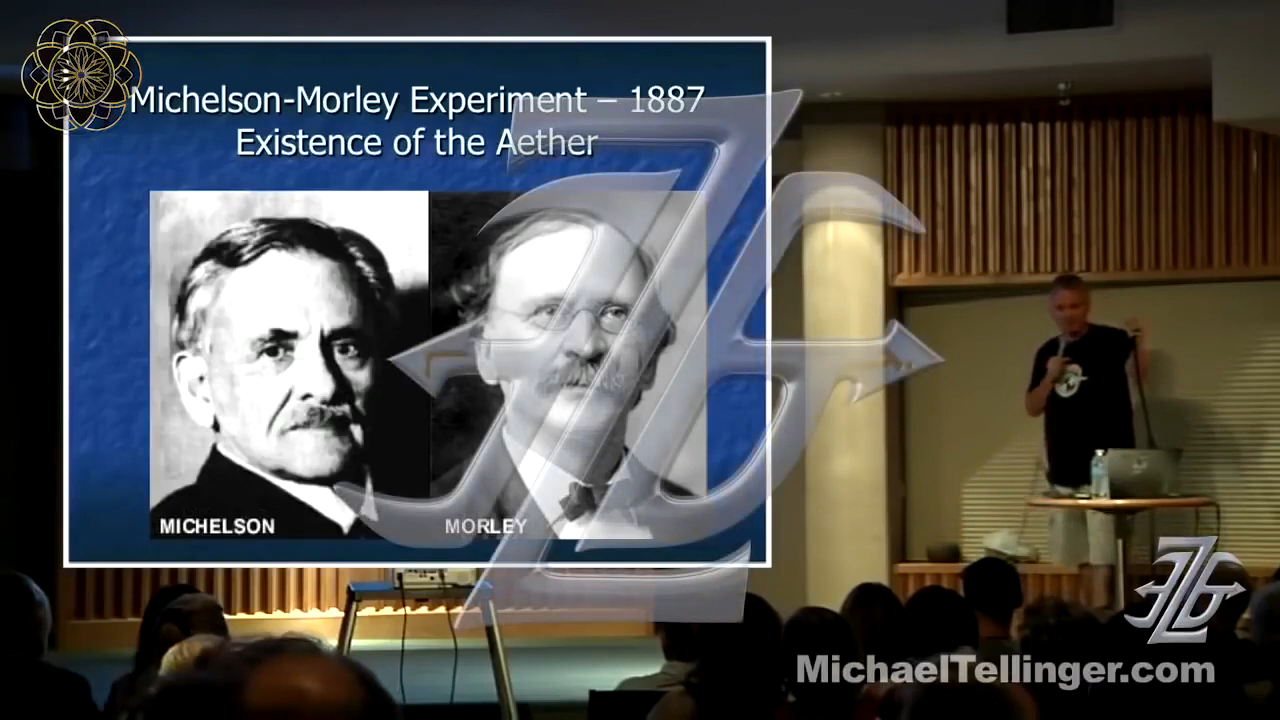 Michelson-Morley Experiment – 1887
Existence of the Aether
MICHELSON
MORLEY
MichaelTellinger.com